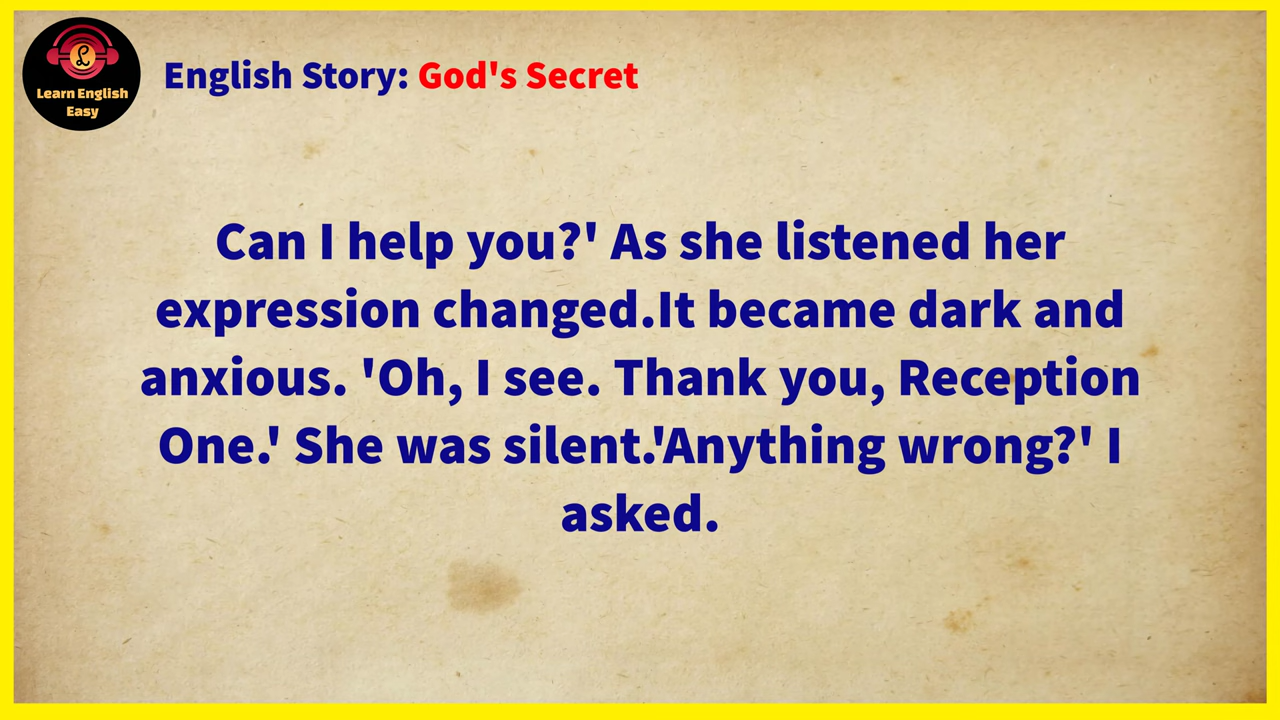 Learn English
Easy
English Story: God's Secret
Can I help you?' As she listened her
expression changed.It became dark and
anxious. 'Oh, I see. Thank you, Reception
One.' She was silent.'Anything wrong?' I
asked.